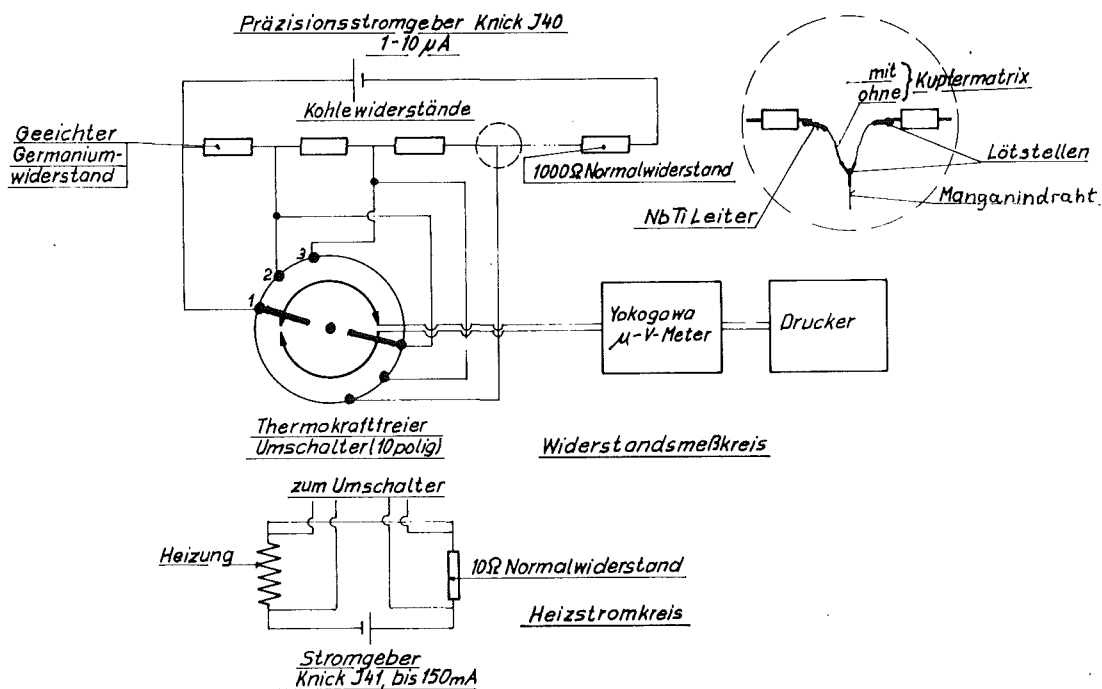 Präzisionsstromgeber Knick J40
1-10 µA
Kohlewiderstände
Geeichter
Germanium-
widerstand
1000Ω Normalwiderstand
mit
ohne
Kupfermatrix
Lötstellen
Manganindraht
NbTi Leiter
1
2
3
Yokogawa
µ-V-Meter
Drucker
Thermokraftfreier
Umschalter (10polig)
Widerstandsmeßkreis
zum Umschalter
Heizung
10Ω Normalwiderstand
Heizstromkreis
Stromgeber
Knick J41, bis 150mA